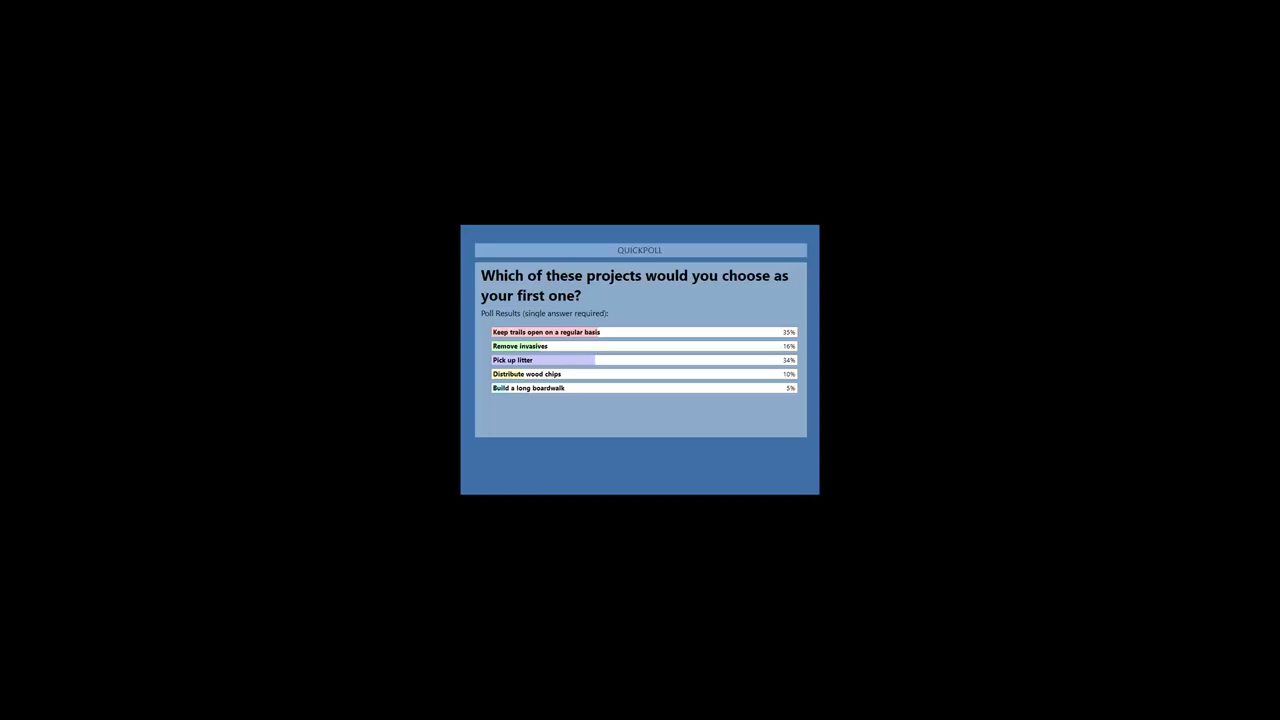 QUICKPOLL
Which of these projects would you choose as
your first one?
Poll Results (single answer required):
Keep trails open on a regular basis 35%
Remove invasives 16%
Pick up litter 34%
Distribute wood chips 10%
Build a long boardwalk 5%